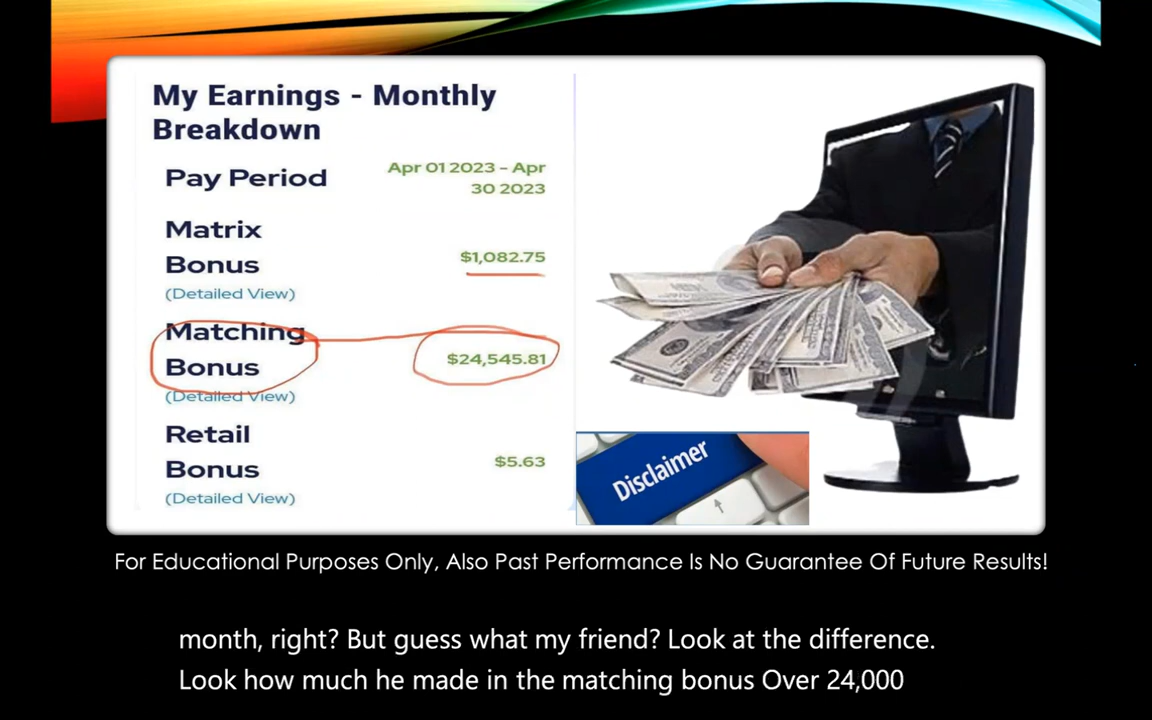 My Earnings - Monthly
Breakdown
Pay Period
Apr 01 2023 – Apr
30 2023
Matrix
Bonus
$1,082.75
(Detailed View)
Matching
Bonus
$24,545.81
(Detailed View)
Retail
Bonus
$5.63
(Detailed View)
Disclaimer
For Educational Purposes Only, Also Past Performance Is No Guarantee Of Future Results!
month, right? But guess what my friend? Look at the difference.
Look how much he made in the matching bonus Over 24,000